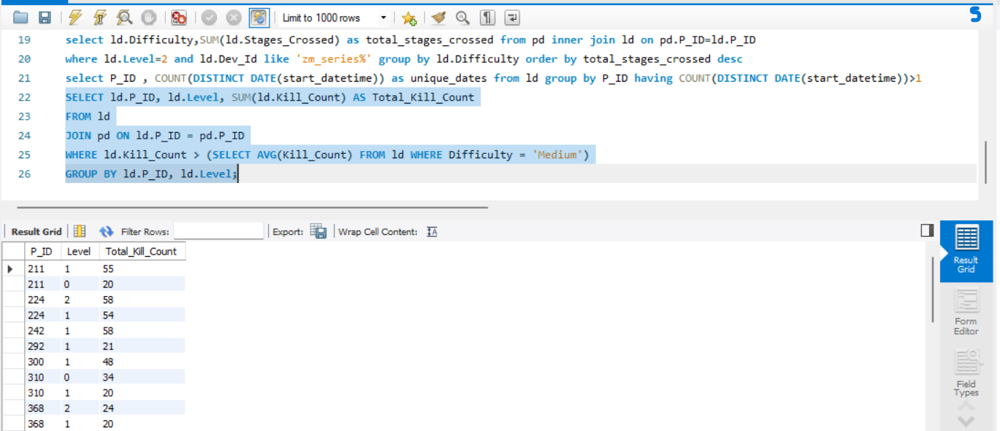 Limit to 1000 rows
5
19 select ld.Difficulty,SUM(ld.Stages_Crossed) as total_stages_crossed from pd inner join ld on pd.P_ID=ld.P_ID
20 where ld.Level=2 and ld.Dev_Id like 'zm_series%' group by ld.Difficulty order by total_stages_crossed desc
21 select P_ID , COUNT(DISTINCT DATE(start_datetime)) as unique_dates from ld group by P_ID having COUNT(DISTINCT DATE(start_datetime))>1
22 SELECT ld.P_ID, ld.Level, SUM(ld.Kill_Count) AS Total_Kill_Count
23 FROM ld
24 JOIN pd ON ld.P_ID = pd.P_ID
25 WHERE ld.Kill_Count > (SELECT AVG(Kill_Count) FROM ld WHERE Difficulty = 'Medium')
26 GROUP BY ld.P_ID, ld.Level;
Result Grid Filter Rows: Export: Wrap Cell Content: IA
P_ID Level Total_Kill_Count
211 1 55
211 0 20
224 2 58
224 1 54
242 1 58
292 1 21
300 1 48
310 0 34
310 1 20
368 2 24
368 1 20
Result
Grid
Form
Editor
Field
Types